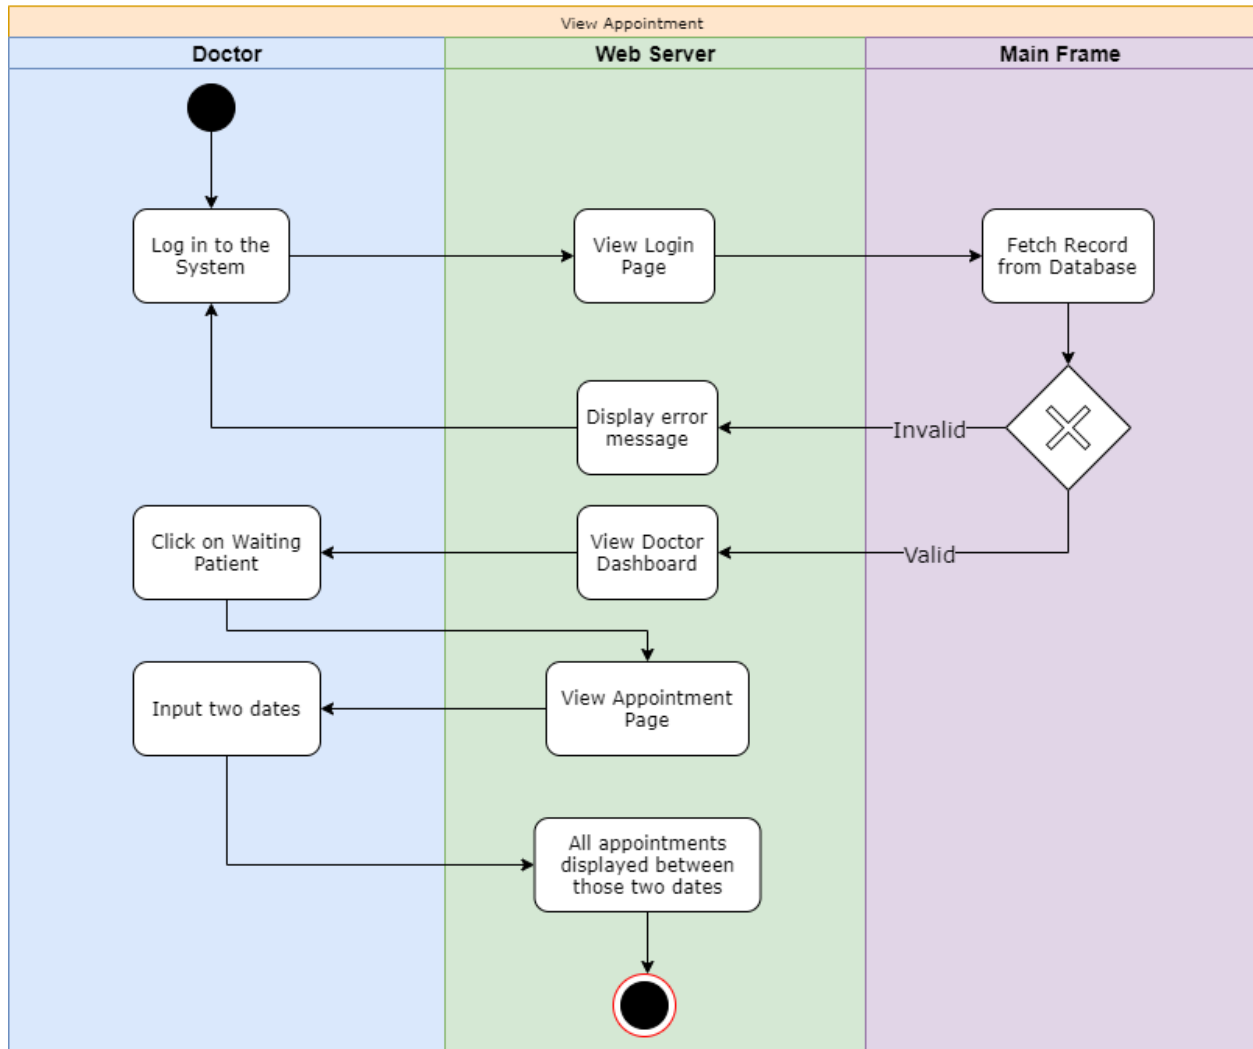 View Appointment
Doctor
Web Server
Main Frame
Log in to the
System
View Login
Page
Fetch Record
from Database
Display error
message
Invalid
Click on Waiting
Patient
View Doctor
Dashboard
Valid
Input two dates
View Appointment
Page
All appointments
displayed between
those two dates